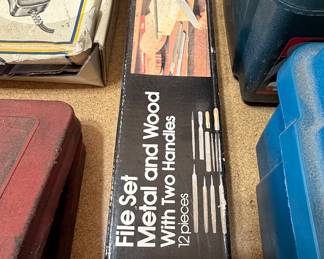 File Set
Metal and Wood
With Two Handles
12 pieces